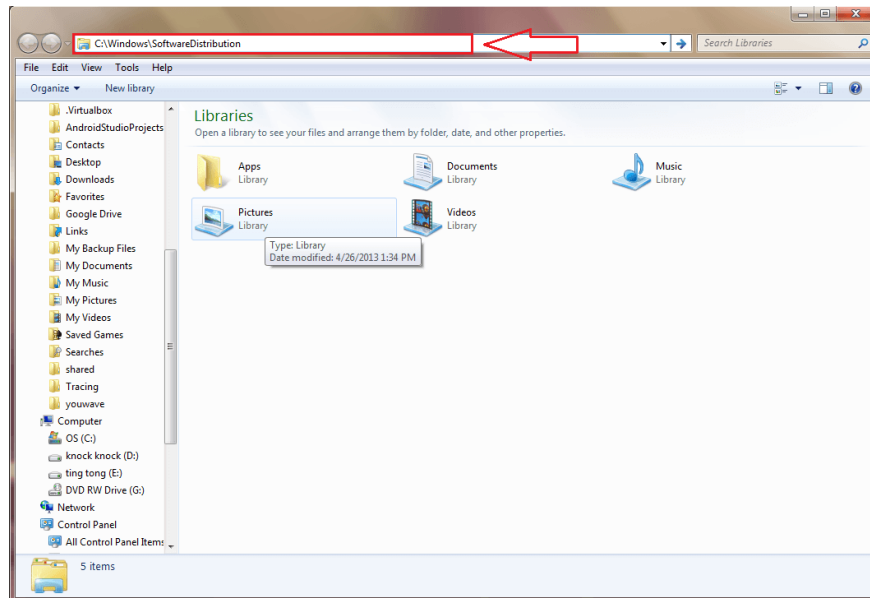 C:\Windows\SoftwareDistribution
Search Libraries
File Edit View Tools Help
Organize New library
.Virtualbox
AndroidStudioProjects
Contacts
Desktop
Downloads
Favorites
Google Drive
Links
My Backup Files
My Documents
My Music
My Pictures
My Videos
Saved Games
Searches
shared
Tracing
youwave
Computer
OS (C:)
knock knock (D:)
ting tong (E:)
DVD RW Drive (G:)
Network
Control Panel
All Control Panel Items
Libraries
Open a library to see your files and arrange them by folder, date, and other properties.
Apps
Library
Documents
Library
Music
Library
Pictures
Library
Videos
Library
Type: Library
Date modified: 4/26/2013 1:34 PM
5 items